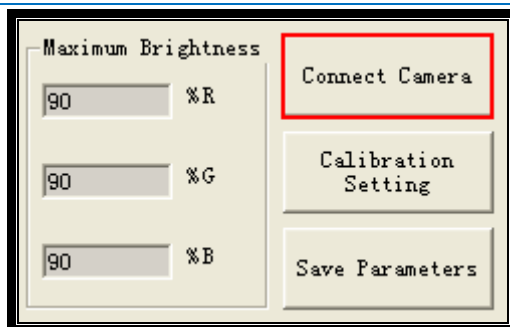 Maximum Brightness
90 %R
90 %G
90 %B
Connect Camera
Calibration
Setting
Save Parameters